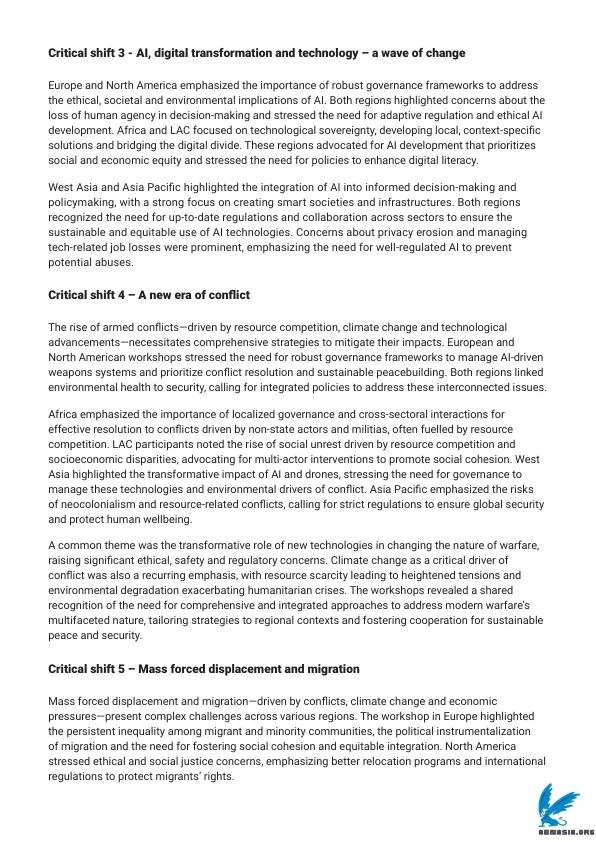 Critical shift 3 - AI, digital transformation and technology – a wave of change
Europe and North America emphasized the importance of robust governance frameworks to address
the ethical, societal and environmental implications of AI. Both regions highlighted concerns about the
loss of human agency in decision-making and stressed the need for adaptive regulation and ethical AI
development. Africa and LAC focused on technological sovereignty, developing local, context-specific
solutions and bridging the digital divide. These regions advocated for AI development that prioritizes
social and economic equity and stressed the need for policies to enhance digital literacy.
West Asia and Asia Pacific highlighted the integration of AI into informed decision-making and
policymaking, with a strong focus on creating smart societies and infrastructures. Both regions
recognized the need for up-to-date regulations and collaboration across sectors to ensure the
sustainable and equitable use of AI technologies. Concerns about privacy erosion and managing
tech-related job losses were prominent, emphasizing the need for well-regulated AI to prevent
potential abuses.
Critical shift 4 – A new era of conflict
The rise of armed conflicts—driven by resource competition, climate change and technological
advancements—necessitates comprehensive strategies to mitigate their impacts. European and
North American workshops stressed the need for robust governance frameworks to manage AI-driven
weapons systems and prioritize conflict resolution and sustainable peacebuilding. Both regions linked
environmental health to security, calling for integrated policies to address these interconnected issues.
Africa emphasized the importance of localized governance and cross-sectoral interactions for
effective resolution to conflicts driven by non-state actors and militias, often fuelled by resource
competition. LAC participants noted the rise of social unrest driven by resource competition and
socioeconomic disparities, advocating for multi-actor interventions to promote social cohesion. West
Asia highlighted the transformative impact of AI and drones, stressing the need for governance to
manage these technologies and environmental drivers of conflict. Asia Pacific emphasized the risks
of neocolonialism and resource-related conflicts, calling for strict regulations to ensure global security
and protect human wellbeing.
A common theme was the transformative role of new technologies in changing the nature of warfare,
raising significant ethical, safety and regulatory concerns. Climate change as a critical driver of
conflict was also a recurring emphasis, with resource scarcity leading to heightened tensions and
environmental degradation exacerbating humanitarian crises. The workshops revealed a shared
recognition of the need for comprehensive and integrated approaches to address modern warfare's
multifaceted nature, tailoring strategies to regional contexts and fostering cooperation for sustainable
peace and security.
Critical shift 5 – Mass forced displacement and migration
Mass forced displacement and migration—driven by conflicts, climate change and economic
pressures—present complex challenges across various regions. The workshop in Europe highlighted
the persistent inequality among migrant and minority communities, the political instrumentalization
of migration and the need for fostering social cohesion and equitable integration. North America
stressed ethical and social justice concerns, emphasizing better relocation programs and international
regulations to protect migrants' rights.
ABNASIA.ORG